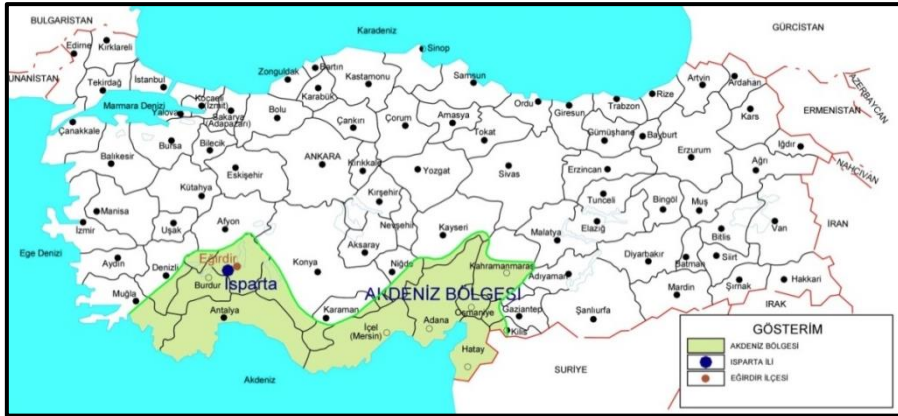 BULGARİSTAN
Karadeniz
GÜRCİSTAN
Kırklareli
Edirne
Sinop
UNANİSTAN
Tekirdağ
İstanbul
Zonguldak
Bartın
Kastamonu
Karabük
Samsun
Artvin
Ardahan
AZERBAYCAN
Marmara Denizi
Kocaeli
(İzmit)
Yalova
Sakarya
(Adapazarı)
Bolu
Çankırı
Çorum
Amasya
Tokat
Ordu
Giresun
Trabzon
Rize
Kars
ERMENİSTAN
Çanakkale
Bursa
Bilecik
Gümüşhane
Bayburt
Iğdır
Balıkesir
Eskişehir
ANKARA
Kırıkkale
Yozgat
Sivas
Erzincan
Erzurum
Ağrı
NAHÇIVAN
Kütahya
Kırşehir
Tunceli
Bingöl
Muş
Manisa
İzmir
Uşak
Afyon
Nevşehir
Kayseri
Malatya
Elazığ
Bitlis
Van
İRAN
Ege Denizi
Aydın
Denizli
Eğirdir
Isparta
Burdur
Konya
Aksaray
Niğde
Kahramanmaraş
Adıyaman
Diyarbakır
Batman
Siirt
Şırnak
Hakkari
Muğla
Antalya
Karaman
AKDENİZ BÖLGESİ
İçel
(Mersin)
Adana
Osmaniye
Gaziantep
Kilis
Şanlıurfa
Mardin
IRAK
Hatay
SURİYE
Akdeniz
GÖSTERİM
AKDENİZ BÖLGESİ
ISPARTA İLİ
EĞİRDİR İLÇESİ